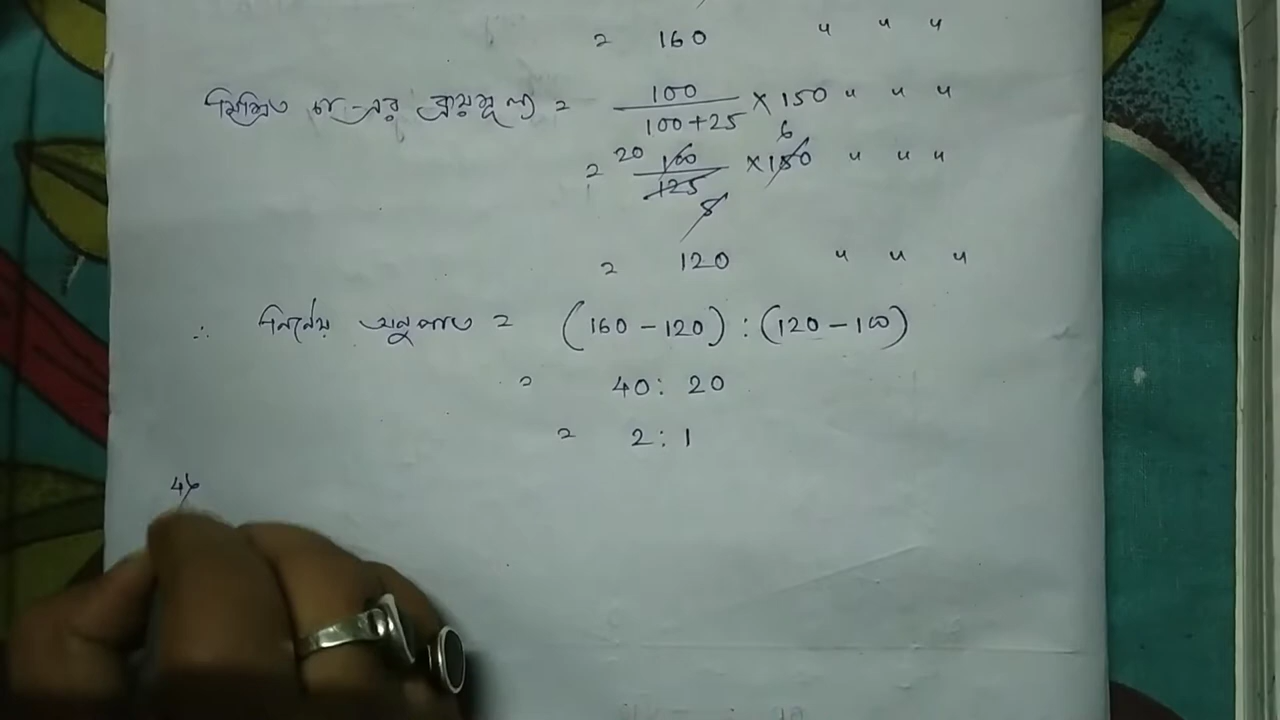 = 160 " " "
মিশ্রিত চা-এর ক্রয়মূল্য = 100/(100+25) × 150 " " "
= 20 100/125 5 × 150 6 " " "
= 120 " " "
∴ নির্ণেয় অনুপাত = (160 - 120) : (120 - 100)
= 40 : 20
= 2 : 1